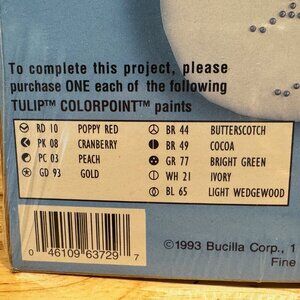 To complete this project, please
purchase ONE each of the following
TULIP™ COLORPOINT™ paints
RD 10 POPPY RED BR 44 BUTTERSCOTCH
PK 08 CRANBERRY BR 49 COCOA
PC 03 PEACH GR 77 BRIGHT GREEN
GD 93 GOLD WH 21 IVORY
BL 65 LIGHT WEDGEWOOD
©1993 Bucilla Corp., 1
Fine
0 46109 63729 7